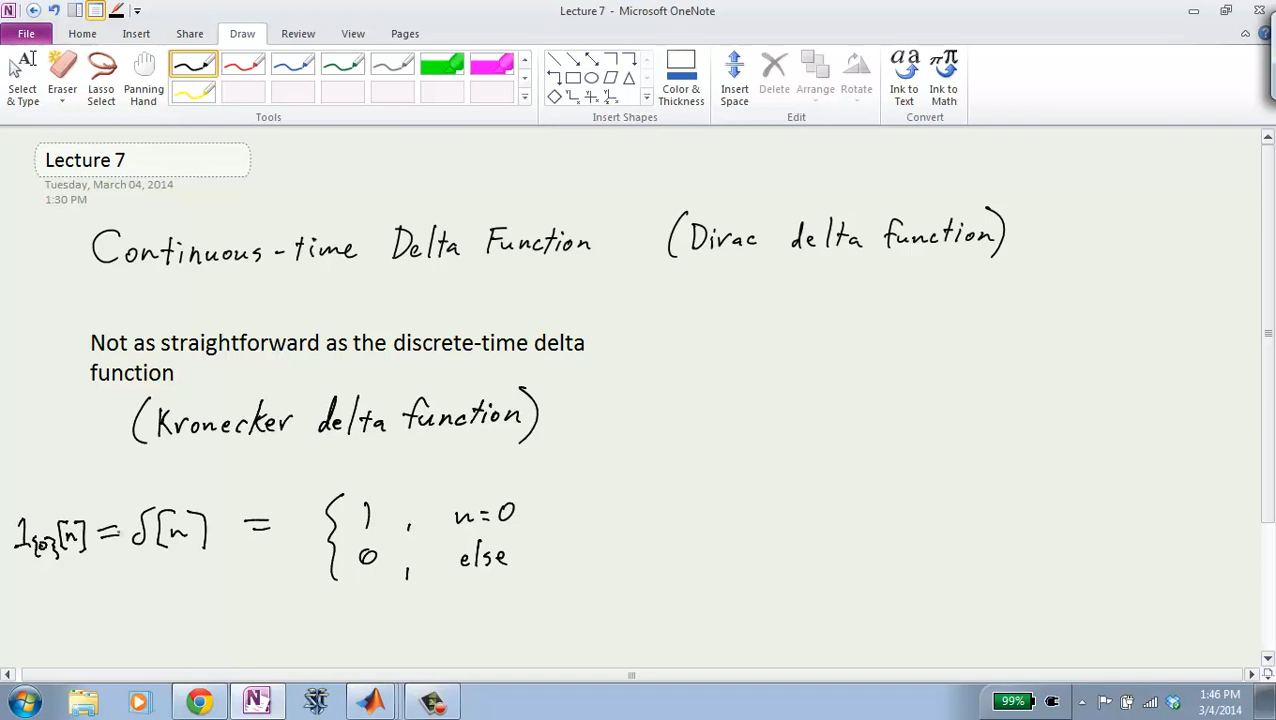 Lecture 7 - Microsoft OneNote
File Home Insert Share Draw Review View Pages
Select & Type
Eraser
Lasso Select
Panning Hand
Color & Thickness
Insert Space
Delete
Arrange
Rotate
Ink to Text
Ink to Math
Tools
Insert Shapes
Edit
Convert
Lecture 7
Tuesday, March 04, 2014
1:30 PM
Continuous-time Delta Function (Dirac delta function)
Not as straightforward as the discrete-time delta
function
(Kronecker delta function)
1_{{0}}[n] = δ[n] = { 1 , n=0
0 , else
99%
1:46 PM
3/4/2014